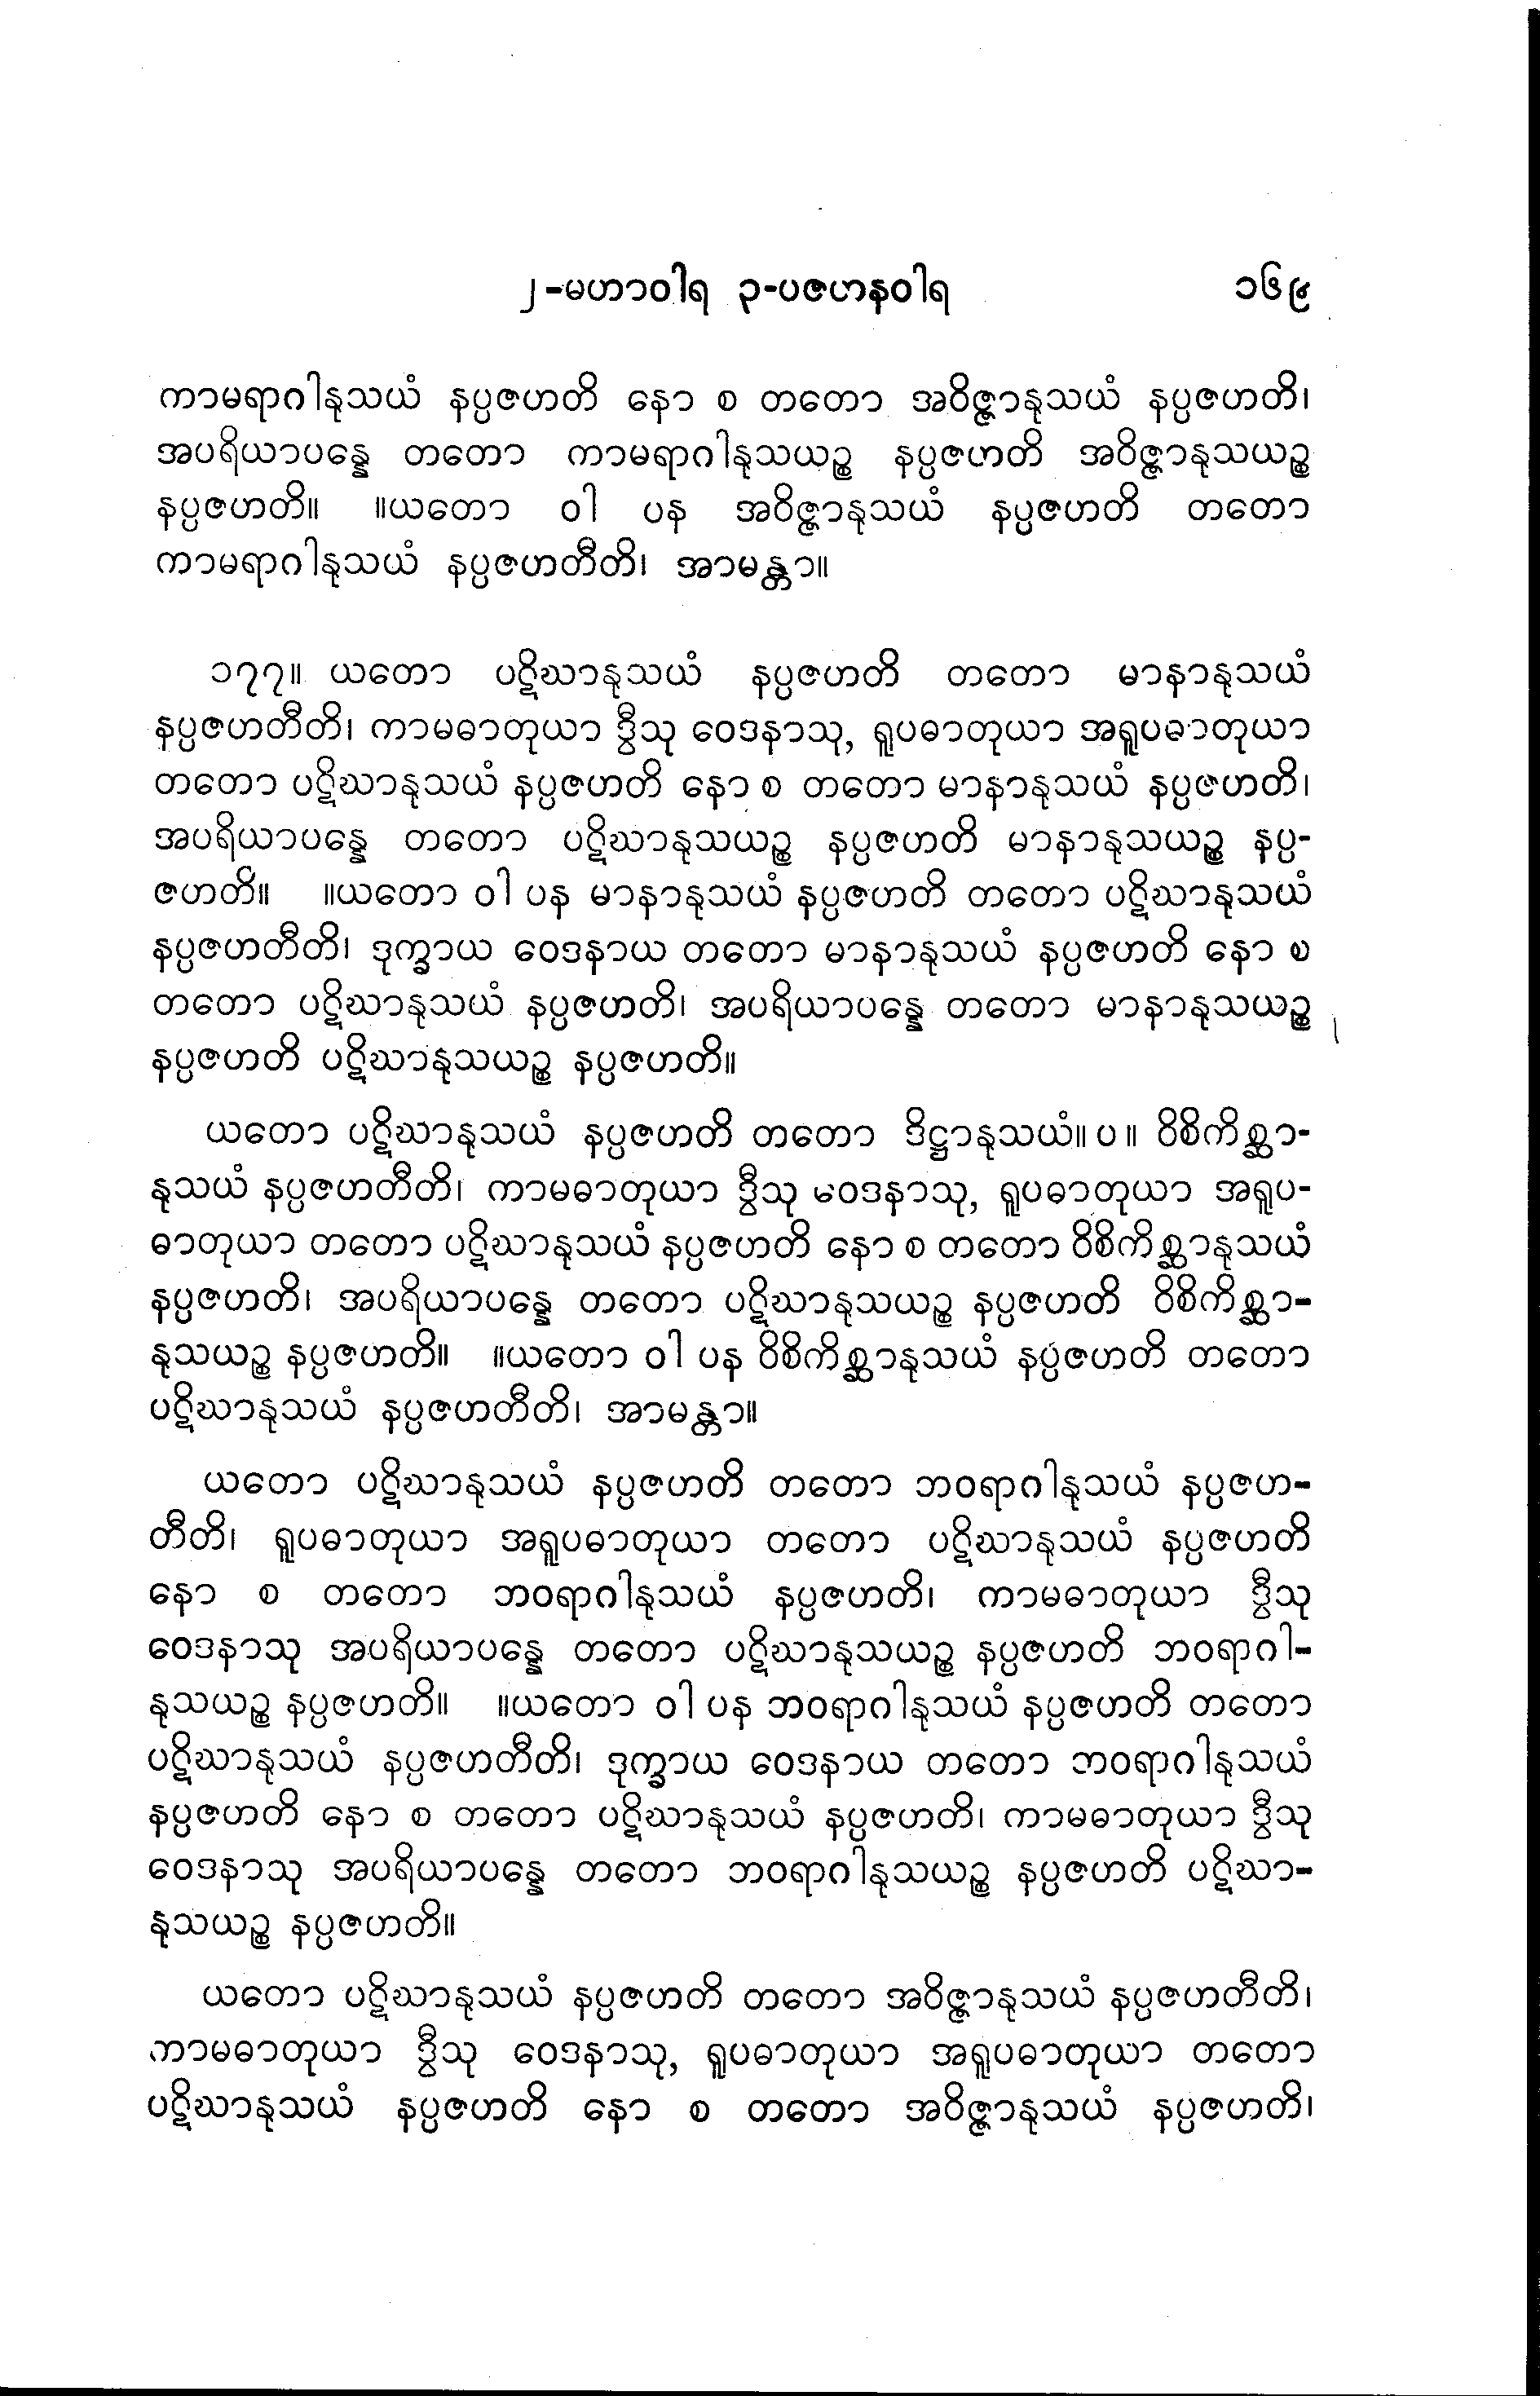 ၂-မဟာဝါရ ၃-ပဇဟနဝါရ ၁၆၉
ကာမရာဂါနုသယံ နပ္ပဇဟတိ နော စ တတော အဝိဇ္ဇာနုသယံ နပ္ပဇဟတိ၊
အပရိယာပန္နေ တတော ကာမရာဂါနုသယဉ္စ နပ္ပဇဟတိ အဝိဇ္ဇာနုသယဉ္စ
နပ္ပဇဟတိ။ ။ယတော ဝါ ပန အဝိဇ္ဇာနုသယံ နပ္ပဇဟတိ တတော
ကာမရာဂါနုသယံ နပ္ပဇဟတီတိ၊ အာမန္တာ။
၁၇၇။ ယတော ပဋိဃာနုသယံ နပ္ပဇဟတိ တတော မာနာနုသယံ
နပ္ပဇဟတီတိ၊ ကာမဓာတုယာ ဒွီသု ဝေဒနာသု, ရူပဓာတုယာ အရူပဓာတုယာ
တတော ပဋိဃာနုသယံ နပ္ပဇဟတိ နော စ တတော မာနာနုသယံ နပ္ပဇဟတိ၊
အပရိယာပန္နေ တတော ပဋိဃာနုသယဉ္စ နပ္ပဇဟတိ မာနာနုသယဉ္စ နပ္ပ-
ဇဟတိ။ ။ယတော ဝါ ပန မာနာနုသယံ နပ္ပဇဟတိ တတော ပဋိဃာနုသယံ
နပ္ပဇဟတီတိ၊ ဒုက္ခာယ ဝေဒနာယ တတော မာနာနုသယံ နပ္ပဇဟတိ နော စ
တတော ပဋိဃာနုသယံ နပ္ပဇဟတိ၊ အပရိယာပန္နေ တတော မာနာနုသယဉ္စ
နပ္ပဇဟတိ ပဋိဃာနုသယဉ္စ နပ္ပဇဟတိ။
ယတော ပဋိဃာနုသယံ နပ္ပဇဟတိ တတော ဒိဋ္ဌာနုသယံ။ ပ ။ ဝိစိကိစ္ဆာ-
နုသယံ နပ္ပဇဟတီတိ၊ ကာမဓာတုယာ ဒွီသု ဝေဒနာသု, ရူပဓာတုယာ အရူပ-
ဓာတုယာ တတော ပဋိဃာနုသယံ နပ္ပဇဟတိ နော စ တတော ဝိစိကိစ္ဆာနုသယံ
နပ္ပဇဟတိ၊ အပရိယာပန္နေ တတော ပဋိဃာနုသယဉ္စ နပ္ပဇဟတိ ဝိစိကိစ္ဆာ-
နုသယဉ္စ နပ္ပဇဟတိ။ ။ယတော ဝါ ပန ဝိစိကိစ္ဆာနုသယံ နပ္ပဇဟတိ တတော
ပဋိဃာနုသယံ နပ္ပဇဟတီတိ၊ အာမန္တာ။
ယတော ပဋိဃာနုသယံ နပ္ပဇဟတိ တတော ဘဝရာဂါနုသယံ နပ္ပဇဟ-
တီတိ၊ ရူပဓာတုယာ အရူပဓာတုယာ တတော ပဋိဃာနုသယံ နပ္ပဇဟတိ
နော စ တတော ဘဝရာဂါနုသယံ နပ္ပဇဟတိ၊ ကာမဓာတုယာ ဒွီသု
ဝေဒနာသု အပရိယာပန္နေ တတော ပဋိဃာနုသယဉ္စ နပ္ပဇဟတိ ဘဝရာဂါ-
နုသယဉ္စ နပ္ပဇဟတိ။ ။ယတော ဝါ ပန ဘဝရာဂါနုသယံ နပ္ပဇဟတိ တတော
ပဋိဃာနုသယံ နပ္ပဇဟတီတိ၊ ဒုက္ခာယ ဝေဒနာယ တတော ဘဝရာဂါနုသယံ
နပ္ပဇဟတိ နော စ တတော ပဋိဃာနုသယံ နပ္ပဇဟတိ၊ ကာမဓာတုယာ ဒွီသု
ဝေဒနာသု အပရိယာပန္နေ တတော ဘဝရာဂါနုသယဉ္စ နပ္ပဇဟတိ ပဋိဃာ-
နုသယဉ္စ နပ္ပဇဟတိ။
ယတော ပဋိဃာနုသယံ နပ္ပဇဟတိ တတော အဝိဇ္ဇာနုသယံ နပ္ပဇဟတီတိ၊
ကာမဓာတုယာ ဒွီသု ဝေဒနာသု, ရူပဓာတုယာ အရူပဓာတုယာ တတော
ပဋိဃာနုသယံ နပ္ပဇဟတိ နော စ တတော အဝိဇ္ဇာနုသယံ နပ္ပဇဟတိ၊